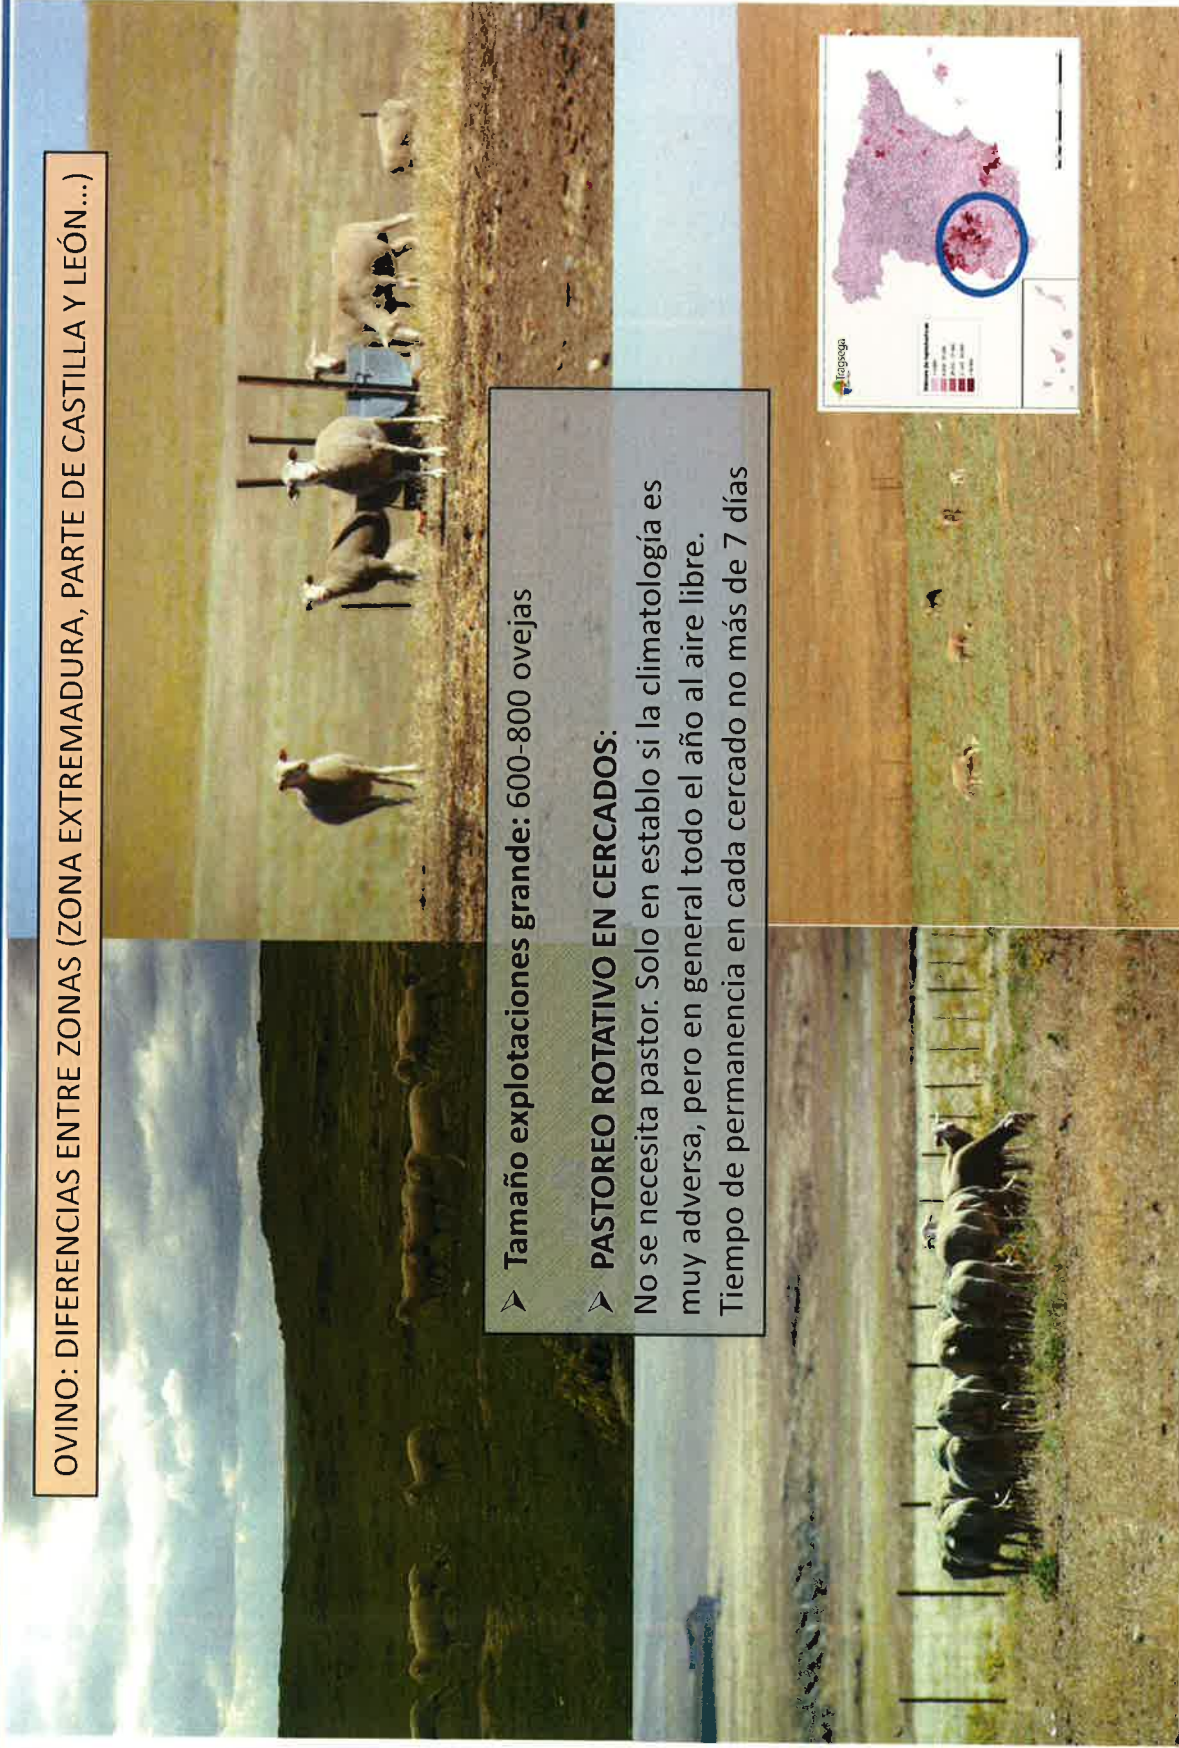 OVINO: DIFERENCIAS ENTRE ZONAS (ZONA EXTREMADURA, PARTE DE CASTILLA Y LEÓN...)
➢ Tamaño explotaciones grande: 600-800 ovejas
➢ PASTOREO ROTATIVO EN CERCADOS:
No se necesita pastor. Solo en establo si la climatología es
muy adversa, pero en general todo el año al aire libre.
Tiempo de permanencia en cada cercado no más de 7 días
Tragsega